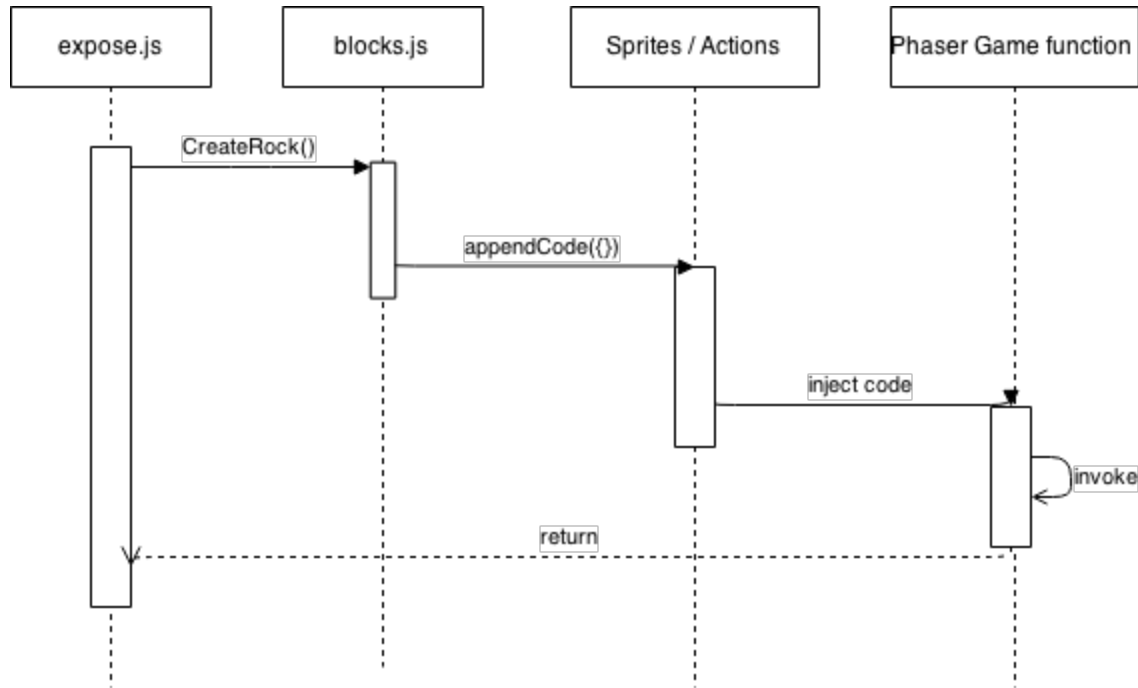 expose.js
blocks.js
Sprites / Actions
Phaser Game function
CreateRock()
appendCode({})
inject code
invoke
return